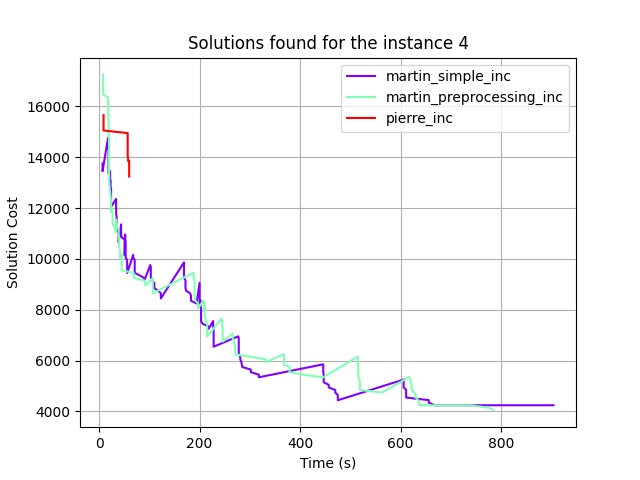 Solutions found for the instance 4
martin_simple_inc
martin_preprocessing_inc
pierre_inc
16000
14000
12000
10000
8000
6000
4000
Solution Cost
0 200 400 600 800
Time (s)